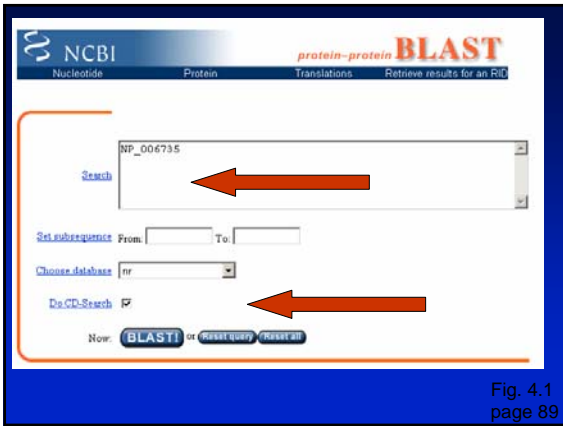 NCBI
protein-protein BLAST
Nucleotide Protein Translations Retrieve results for an RID
NP_006735
Search
Set subsequence From: To:
Choose database nr
Do CD-Search
Now: BLAST! or Reset query Reset all
Fig. 4.1
page 89